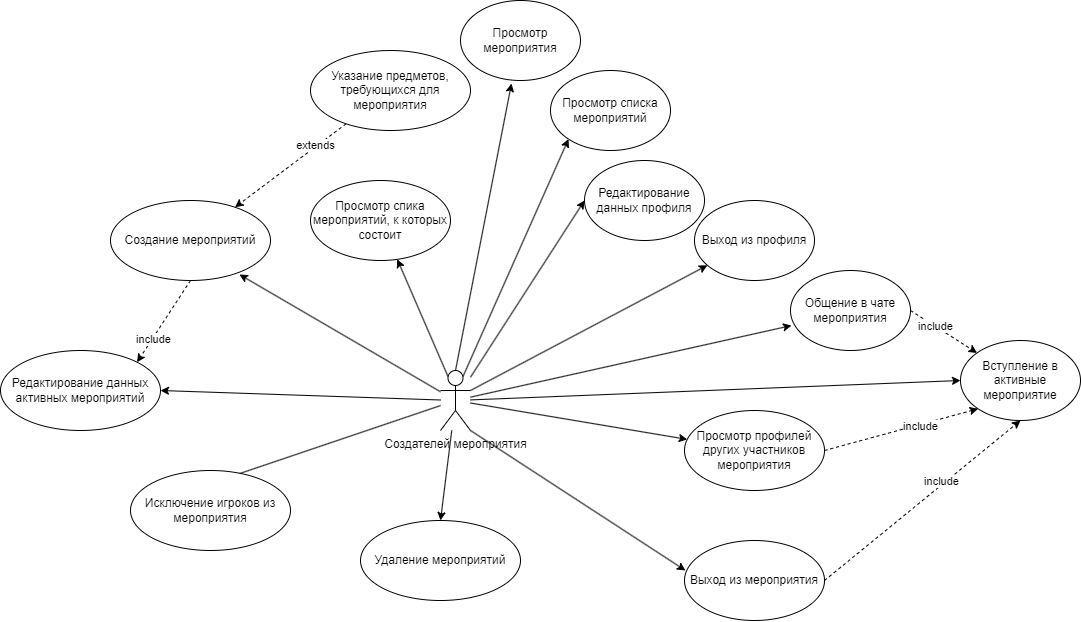 Просмотр
мероприятия
Указание предметов,
требующихся для
мероприятия
Просмотр списка
мероприятий
extends
Редактирование
данных профиля
Просмотр спика
мероприятий, к которых
состоит
Создание мероприятий
Выход из профиля
Общение в чате
мероприятия
include
include
Вступление в
активные
мероприятие
Редактирование данных
активных мероприятий
include
Создателей мероприятия
Просмотр профилей
других участников
мероприятия
include
Исключение игроков из
мероприятия
Удаление мероприятий
Выход из мероприятия